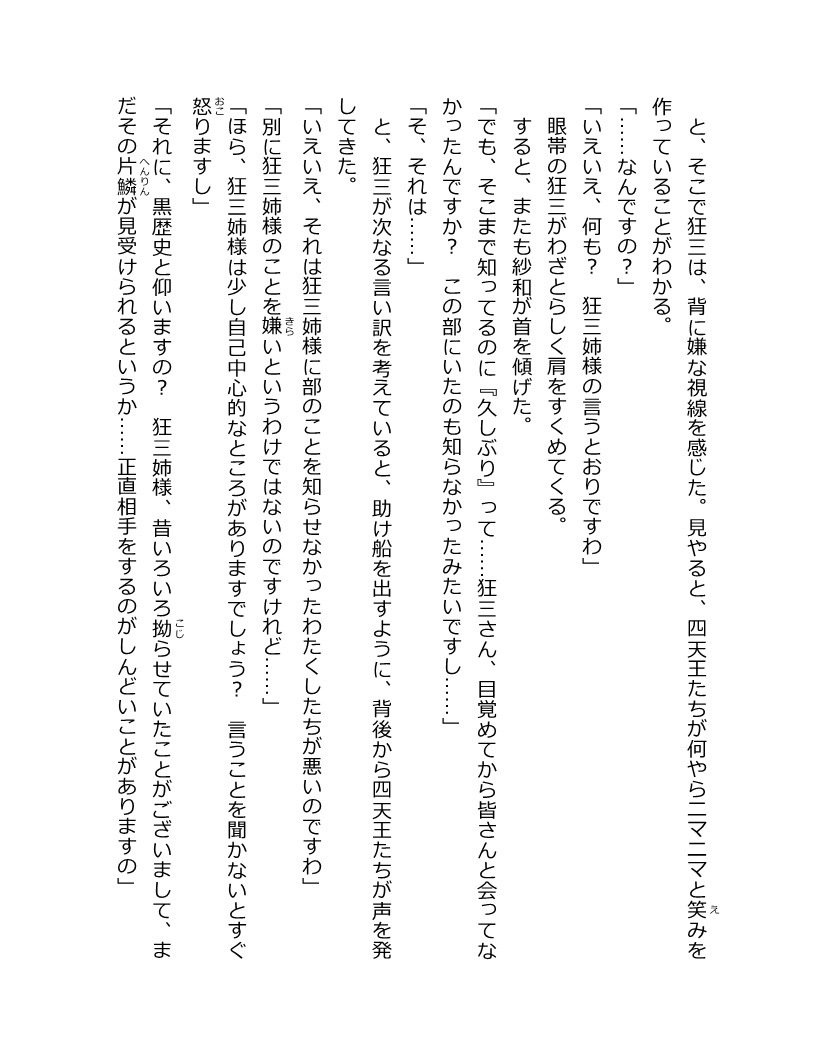 と、そこで狂三は、背に嫌な視線を感じた。見やると、四天王たちが何やらニマニマと笑みを
作っていることがわかる。
「……なんですの？」
「いえいえ、何も？　狂三姉様の言うとおりですわ」
　眼帯の狂三がわざとらしく肩をすくめてくる。
　すると、またも紗和が首を傾げた。
「でも、そこまで知ってるのに『久しぶり』って……狂三さん、目覚めてから皆さんと会ってな
かったんですか？　この部にいたのも知らなかったみたいですし……」
「そ、それは……」
　と、狂三が次なる言い訳を考えていると、助け船を出すように、背後から四天王たちが声を発
してきた。
「いえいえ、それは狂三姉様に部のことを知らせなかったわたくしたちが悪いのですわ」
「別に狂三姉様のことを嫌いというわけではないのですけれど……」
「ほら、狂三姉様は少し自己中心的なところがありますでしょう？　言うことを聞かないとすぐ
怒りますし」
「それに、黒歴史と仰いますの？　狂三姉様、昔いろいろ拗らせていたことがございまして、ま
だその片鱗が見受けられるというか……正直相手をするのがしんどいことがありますの」